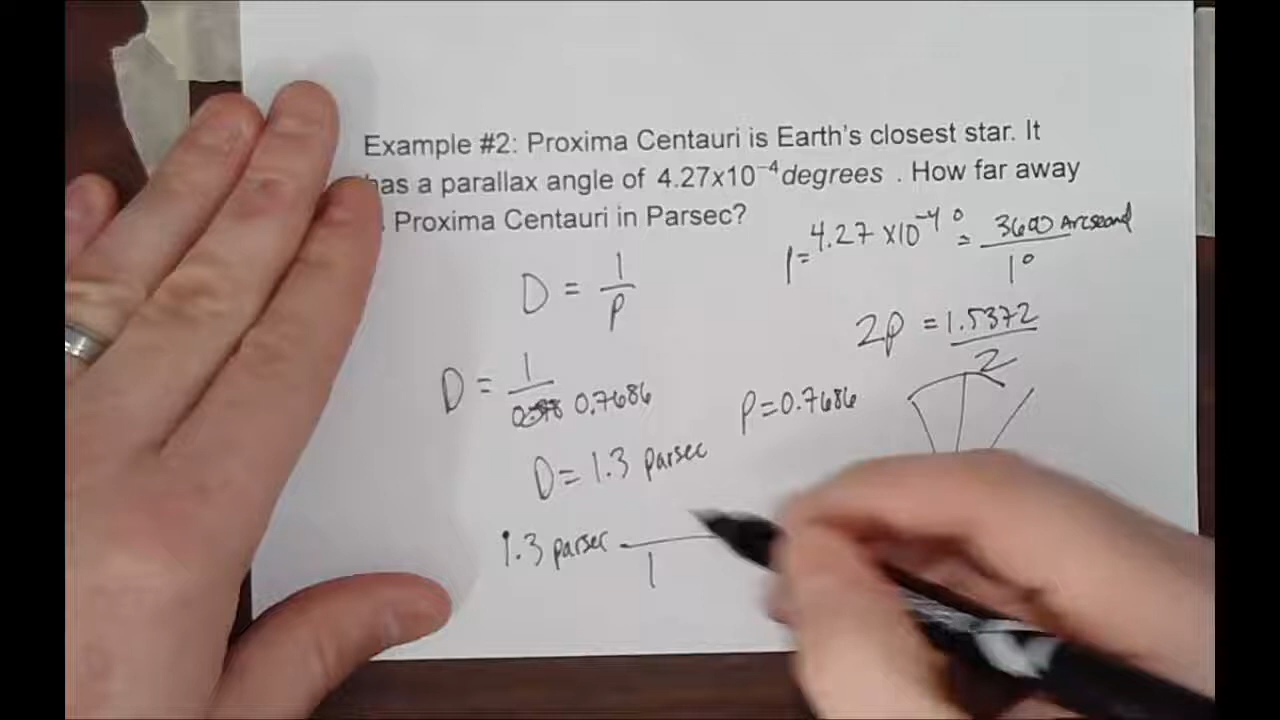 Example #2: Proxima Centauri is Earth's closest star. It
has a parallax angle of 4.27x10⁻⁴ degrees . How far away
Proxima Centauri in Parsec?
P= 4.27 x10⁻⁴ ° = 3600 Arcsecond / 1°
D = 1/P
2P = 1.5372 / 2
D = 1/0.7686
P=0.7686
D= 1.3 parsec
1.3 parsec
1